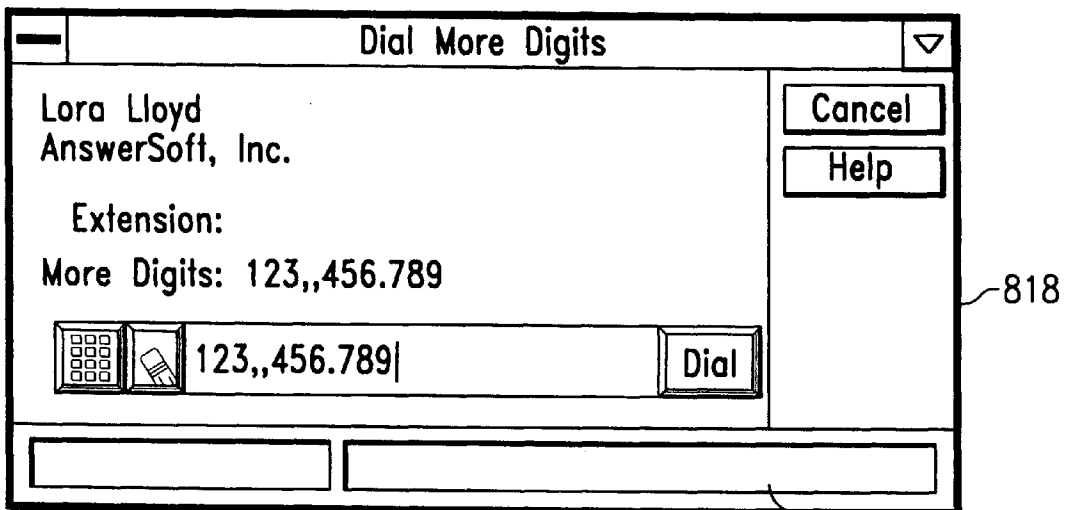 Dial More Digits
Lora Lloyd
AnswerSoft, Inc.
Cancel
Help
Extension:
More Digits: 123,,456.789
818
123,,456.789
Dial